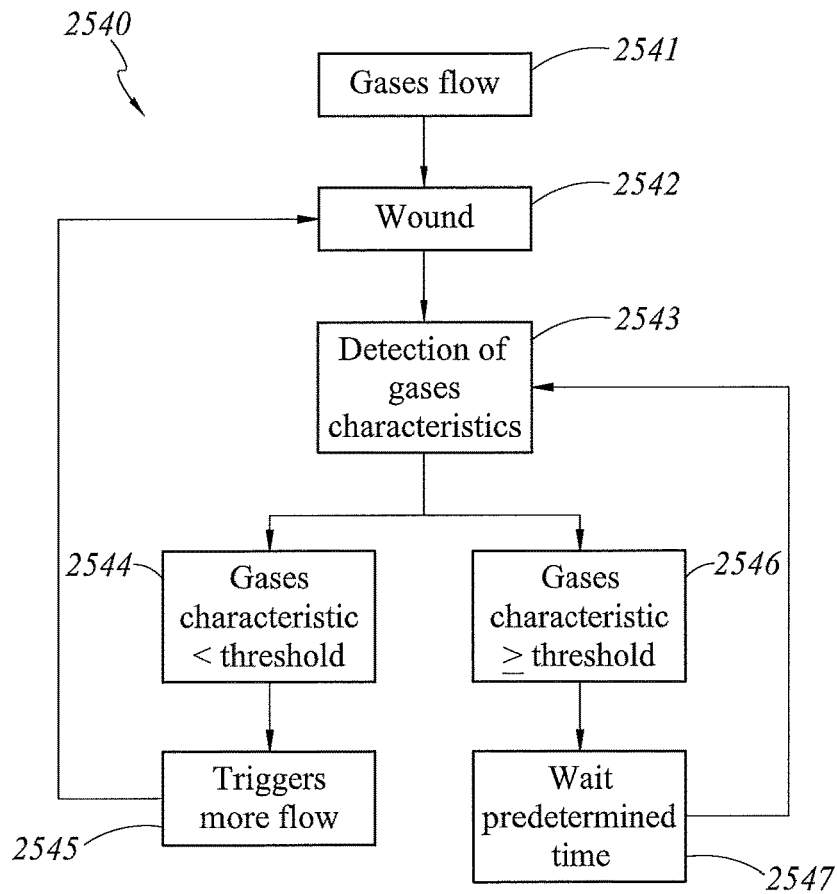 2540
2541
Gases flow
2542
Wound
2543
Detection of
gases
characteristics
2544
Gases
characteristic
< threshold
2546
Gases
characteristic
≥ threshold
Triggers
more flow
2545
Wait
predetermined
time
2547